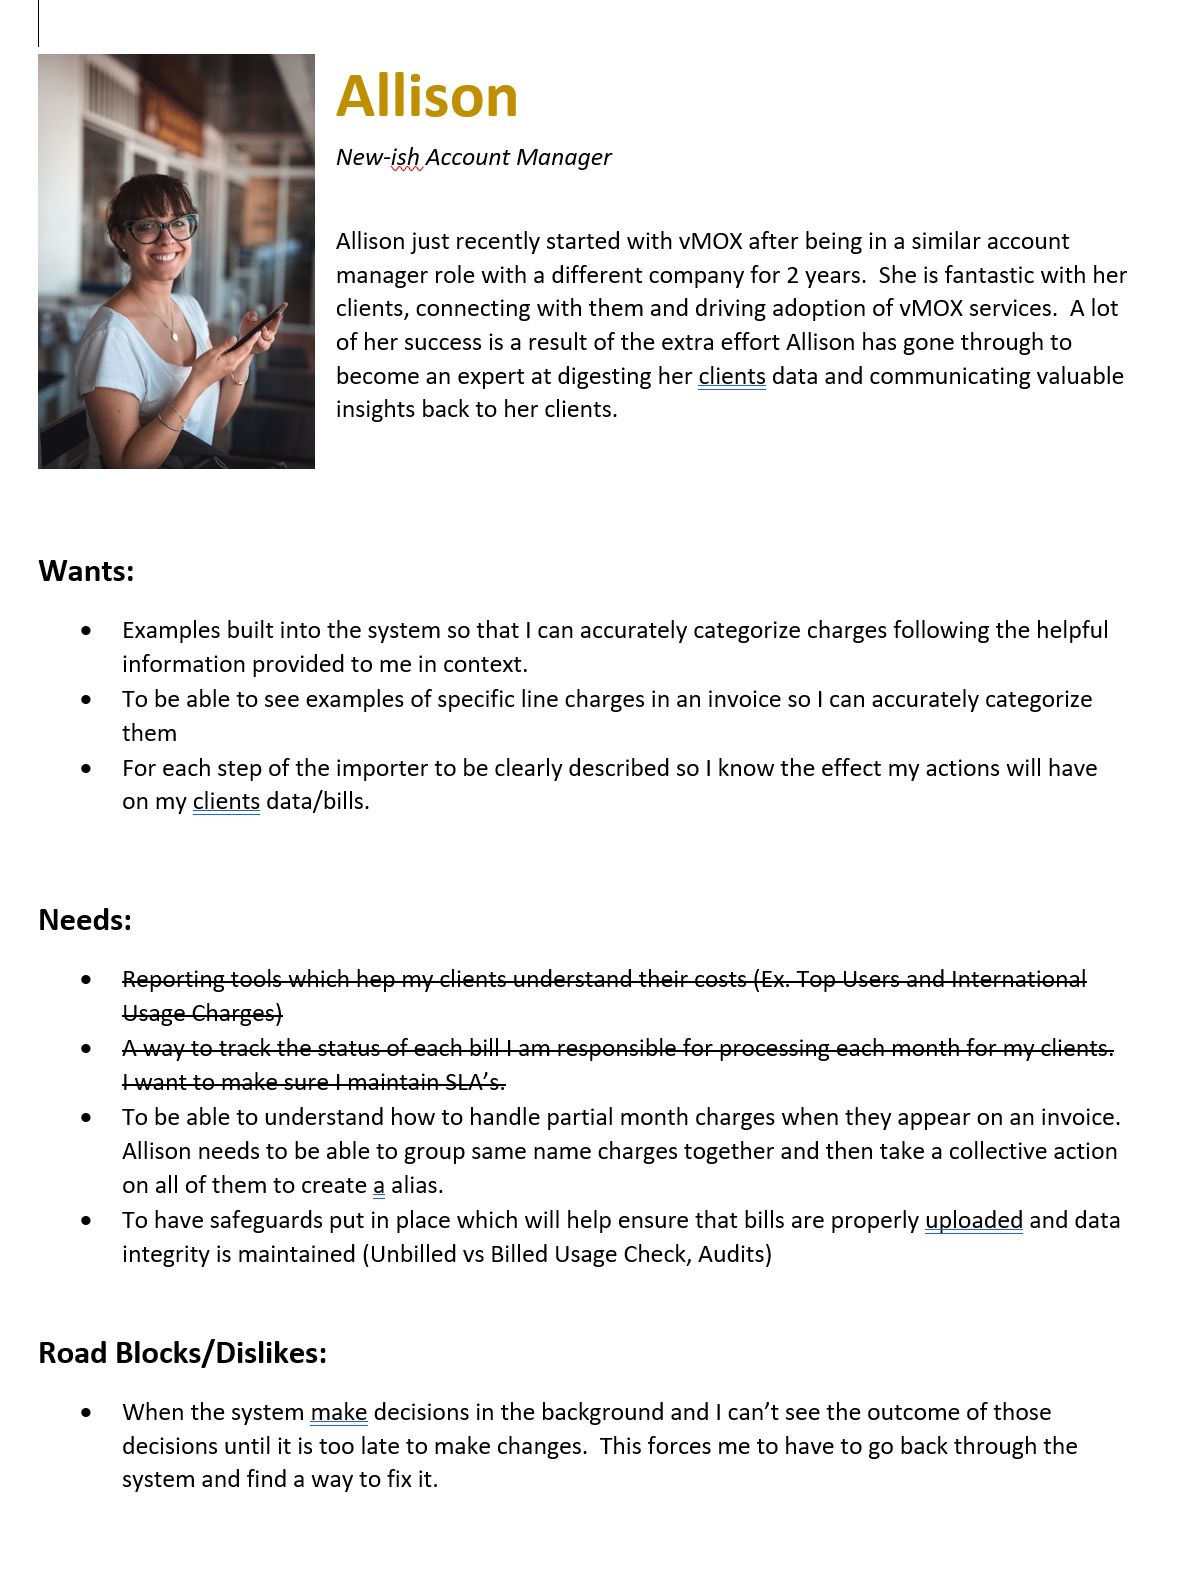 Allison
New-ish Account Manager
Allison just recently started with vMOX after being in a similar account
manager role with a different company for 2 years.  She is fantastic with her
clients, connecting with them and driving adoption of vMOX services.  A lot
of her success is a result of the extra effort Allison has gone through to
become an expert at digesting her clients data and communicating valuable
insights back to her clients.
Wants:
• Examples built into the system so that I can accurately categorize charges following the helpful
information provided to me in context.
• To be able to see examples of specific line charges in an invoice so I can accurately categorize
them
• For each step of the importer to be clearly described so I know the effect my actions will have
on my clients data/bills.
Needs:
• Reporting tools which hep my clients understand their costs (Ex. Top Users and International
Usage Charges)
• A way to track the status of each bill I am responsible for processing each month for my clients.
I want to make sure I maintain SLA’s.
• To be able to understand how to handle partial month charges when they appear on an invoice.
Allison needs to be able to group same name charges together and then take a collective action
on all of them to create a alias.
• To have safeguards put in place which will help ensure that bills are properly uploaded and data
integrity is maintained (Unbilled vs Billed Usage Check, Audits)
Road Blocks/Dislikes:
• When the system make decisions in the background and I can’t see the outcome of those
decisions until it is too late to make changes.  This forces me to have to go back through the
system and find a way to fix it.